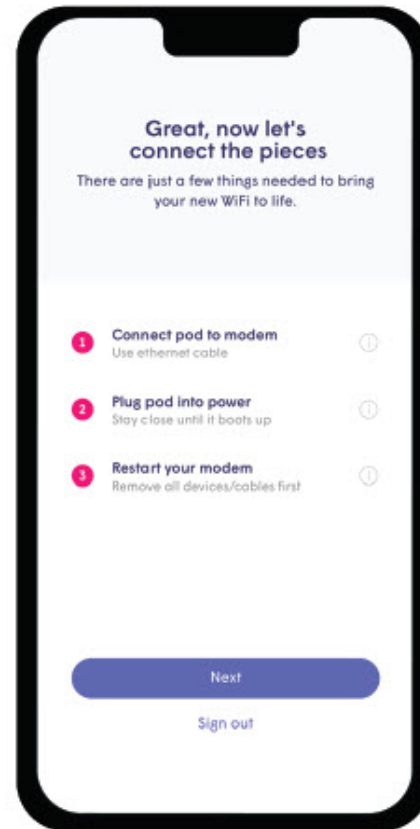 Great, now let's
connect the pieces
There are just a few things needed to bring
your new WiFi to life.
1 Connect pod to modem
Use ethernet cable
2 Plug pod into power
Stay close until it boots up
3 Restart your modem
Remove all devices/cables first
Next
Sign out